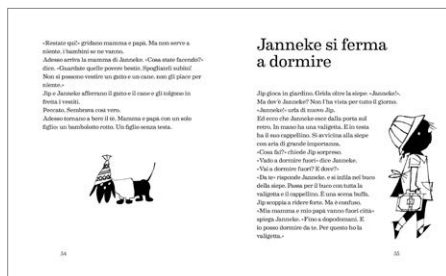 «Restate qui!» gridano mamma e papà. Ma non serve a
niente, i bambini se ne vanno.
Adesso arriva la mamma di Janneke. «Cosa state facendo?»
dice. «Guardate quelle povere bestie. Spogliateli subito!
Non si possono vestire un gatto e un cane, non gli piace per
niente.»
Jip e Janneke afferrano il gatto e il cane e gli tolgono in
fretta i vestiti.
Peccato. Sembrava così vero.
Adesso tornano a bere il tè. Mamma e papà con un solo
figlio: un bambolotto rotto. Un figlio senza testa.
54
Janneke si ferma
a dormire
Jip gioca in giardino. Grida oltre la siepe: «Janneke!».
Ma dov'è Janneke? Non l'ha vista per tutto il giorno.
«Janneke!» urla di nuovo Jip.
Ed ecco che Janneke esce dalla porta sul
retro. In mano ha una valigetta. E in testa
ha il suo cappellino. Si avvicina alla siepe
con aria di grande importanza.
«Cosa fai?» chiede Jip sorpreso.
«Vado a dormire fuori» dice Janneke.
«Vai a dormire fuori? E dove?»
«Da te» risponde Janneke, e si infila nel buco
della siepe. Passa per il buco con tutta la
valigetta e il cappellino. È una scena buffa.
Jip scoppia a ridere forte. Ma è confuso.
«Mia mamma e mio papà vanno fuori città»
spiega Janneke. «Fino a dopodomani. E
io posso dormire da te. Per questo ho la
valigetta.»
55